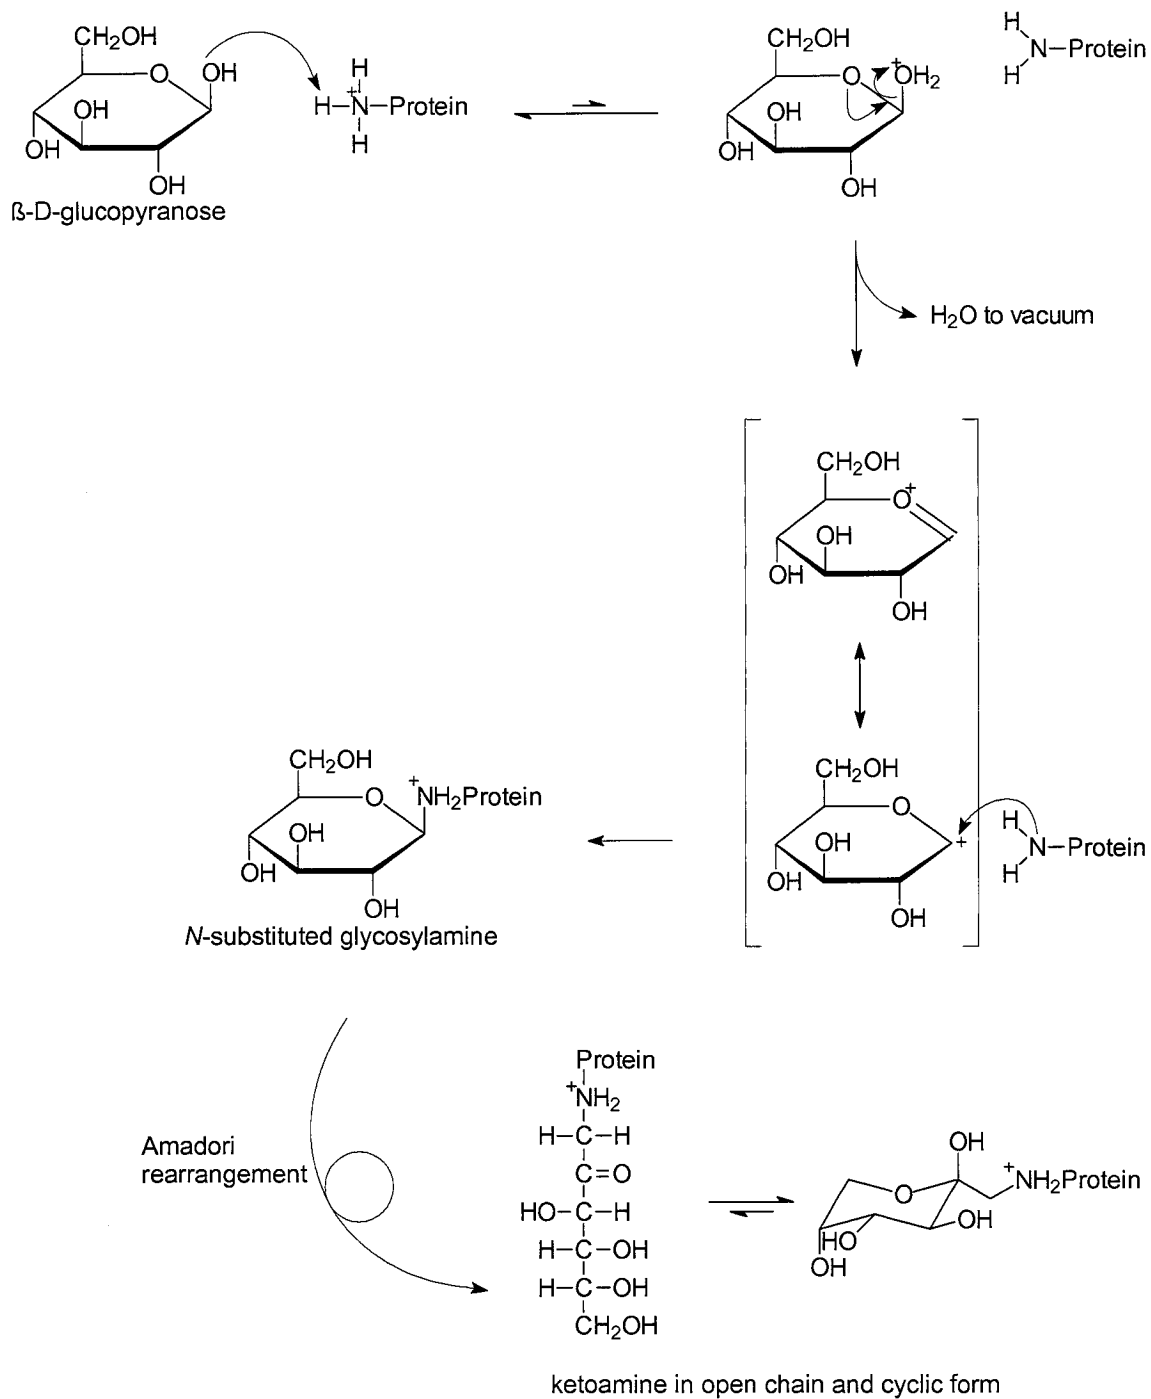 CH₂OH
O
OH
OH
OH
OH
H
H–N⁺–Protein
H
ß-D-glucopyranose
CH₂OH
O
⁺OH₂
OH
OH
OH
H
N–Protein
H
H₂O to vacuum
CH₂OH
O⁺
OH
OH
OH
CH₂OH
O
OH
OH
OH
+
H
N–Protein
H
CH₂OH
O
⁺NH₂Protein
OH
OH
OH
N-substituted glycosylamine
Amadori
rearrangement
Protein
⁺NH₂
H–C–H
C=O
HO–C–H
H–C–OH
H–C–OH
CH₂OH
OH
O
⁺NH₂Protein
OH
HO
OH
ketoamine in open chain and cyclic form